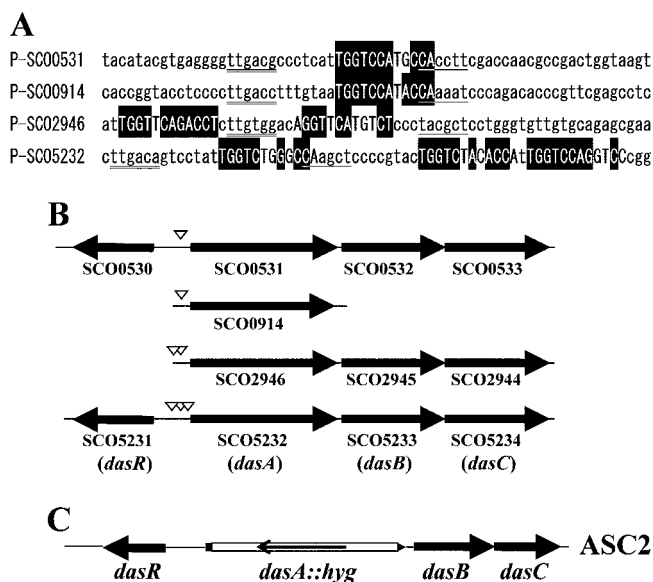 A
P-SCO0531 tacatacgtgaggggttgacgccctcatTGGTCCATGCCAccttcgaccaacgccgactggtaagt
P-SCO0914 caccggtacctccccttgacctttgtaaTGGTCCATACCAaaatcccagacacccgttcgagcctc
P-SCO2946 atTGGTTCAGACCTcttgtggacAGGTTCATGTCTccctacgctcctgggtgttgtgcagagcgaa
P-SCO5232 cttgacagtcctatTGGTCTGGGCCAagctccccgtacTGGTCTACACCAtTGGTCCAGGTCCcgg
B
SCO0530 SCO0531 SCO0532 SCO0533
SCO0914
SCO2946 SCO2945 SCO2944
SCO5231 SCO5232 SCO5233 SCO5234
(dasR) (dasA) (dasB) (dasC)
C
ASC2
dasR dasA::hyg dasB dasC